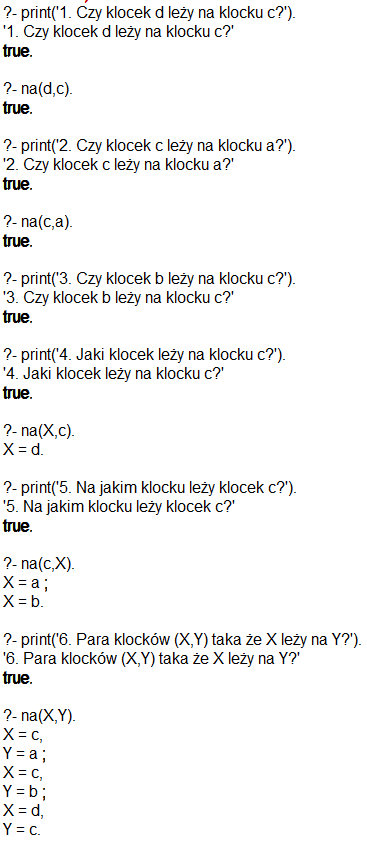 ?- print('1. Czy klocek d leży na klocku c?').
'1. Czy klocek d leży na klocku c?'
true.

?- na(d,c).
true.

?- print('2. Czy klocek c leży na klocku a?').
'2. Czy klocek c leży na klocku a?'
true.

?- na(c,a).
true.

?- print('3. Czy klocek b leży na klocku c?').
'3. Czy klocek b leży na klocku c?'
true.

?- print('4. Jaki klocek leży na klocku c?').
'4. Jaki klocek leży na klocku c?'
true.

?- na(X,c).
X = d.

?- print('5. Na jakim klocku leży klocek c?').
'5. Na jakim klocku leży klocek c?'
true.

?- na(c,X).
X = a ;
X = b.

?- print('6. Para klocków (X,Y) taka że X leży na Y?').
'6. Para klocków (X,Y) taka że X leży na Y?'
true.

?- na(X,Y).
X = c,
Y = a ;
X = c,
Y = b ;
X = d,
Y = c.